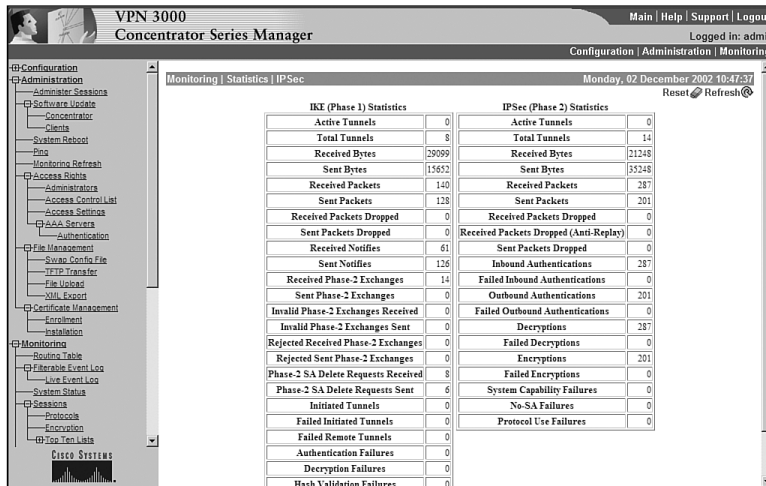 VPN 3000
Concentrator Series Manager
Main | Help | Support | Logou
Logged in: admi
Configuration | Administration | Monitorin
Configuration
Administration
Administer Sessions
Software Update
Concentrator
Clients
System Reboot
Ping
Monitoring Refresh
Access Rights
Administrators
Access Control List
Access Settings
AAA Servers
Authentication
File Management
Swap Config File
TFTP Transfer
File Upload
XML Export
Certificate Management
Enrollment
Installation
Monitoring
Routing Table
Filterable Event Log
Live Event Log
System Status
Sessions
Protocols
Encryption
Top Ten Lists
CISCO SYSTEMS
Monitoring | Statistics | IPSec Monday, 02 December 2002 10:47:37
Reset Refresh
IKE (Phase 1) Statistics
Active Tunnels 0
Total Tunnels 8
Received Bytes 29099
Sent Bytes 15652
Received Packets 140
Sent Packets 128
Received Packets Dropped 0
Sent Packets Dropped 0
Received Notifies 61
Sent Notifies 126
Received Phase-2 Exchanges 14
Sent Phase-2 Exchanges 0
Invalid Phase-2 Exchanges Received 0
Invalid Phase-2 Exchanges Sent 0
Rejected Received Phase-2 Exchanges 0
Rejected Sent Phase-2 Exchanges 0
Phase-2 SA Delete Requests Received 8
Phase-2 SA Delete Requests Sent 6
Initiated Tunnels 0
Failed Initiated Tunnels 0
Failed Remote Tunnels 0
Authentication Failures 0
Decryption Failures 0
Hash Validation Failures 0
IPSec (Phase 2) Statistics
Active Tunnels 0
Total Tunnels 14
Received Bytes 21248
Sent Bytes 35248
Received Packets 287
Sent Packets 201
Received Packets Dropped 0
Received Packets Dropped (Anti-Replay) 0
Sent Packets Dropped 0
Inbound Authentications 287
Failed Inbound Authentications 0
Outbound Authentications 201
Failed Outbound Authentications 0
Decryptions 287
Failed Decryptions 0
Encryptions 201
Failed Encryptions 0
System Capability Failures 0
No-SA Failures 0
Protocol Use Failures 0